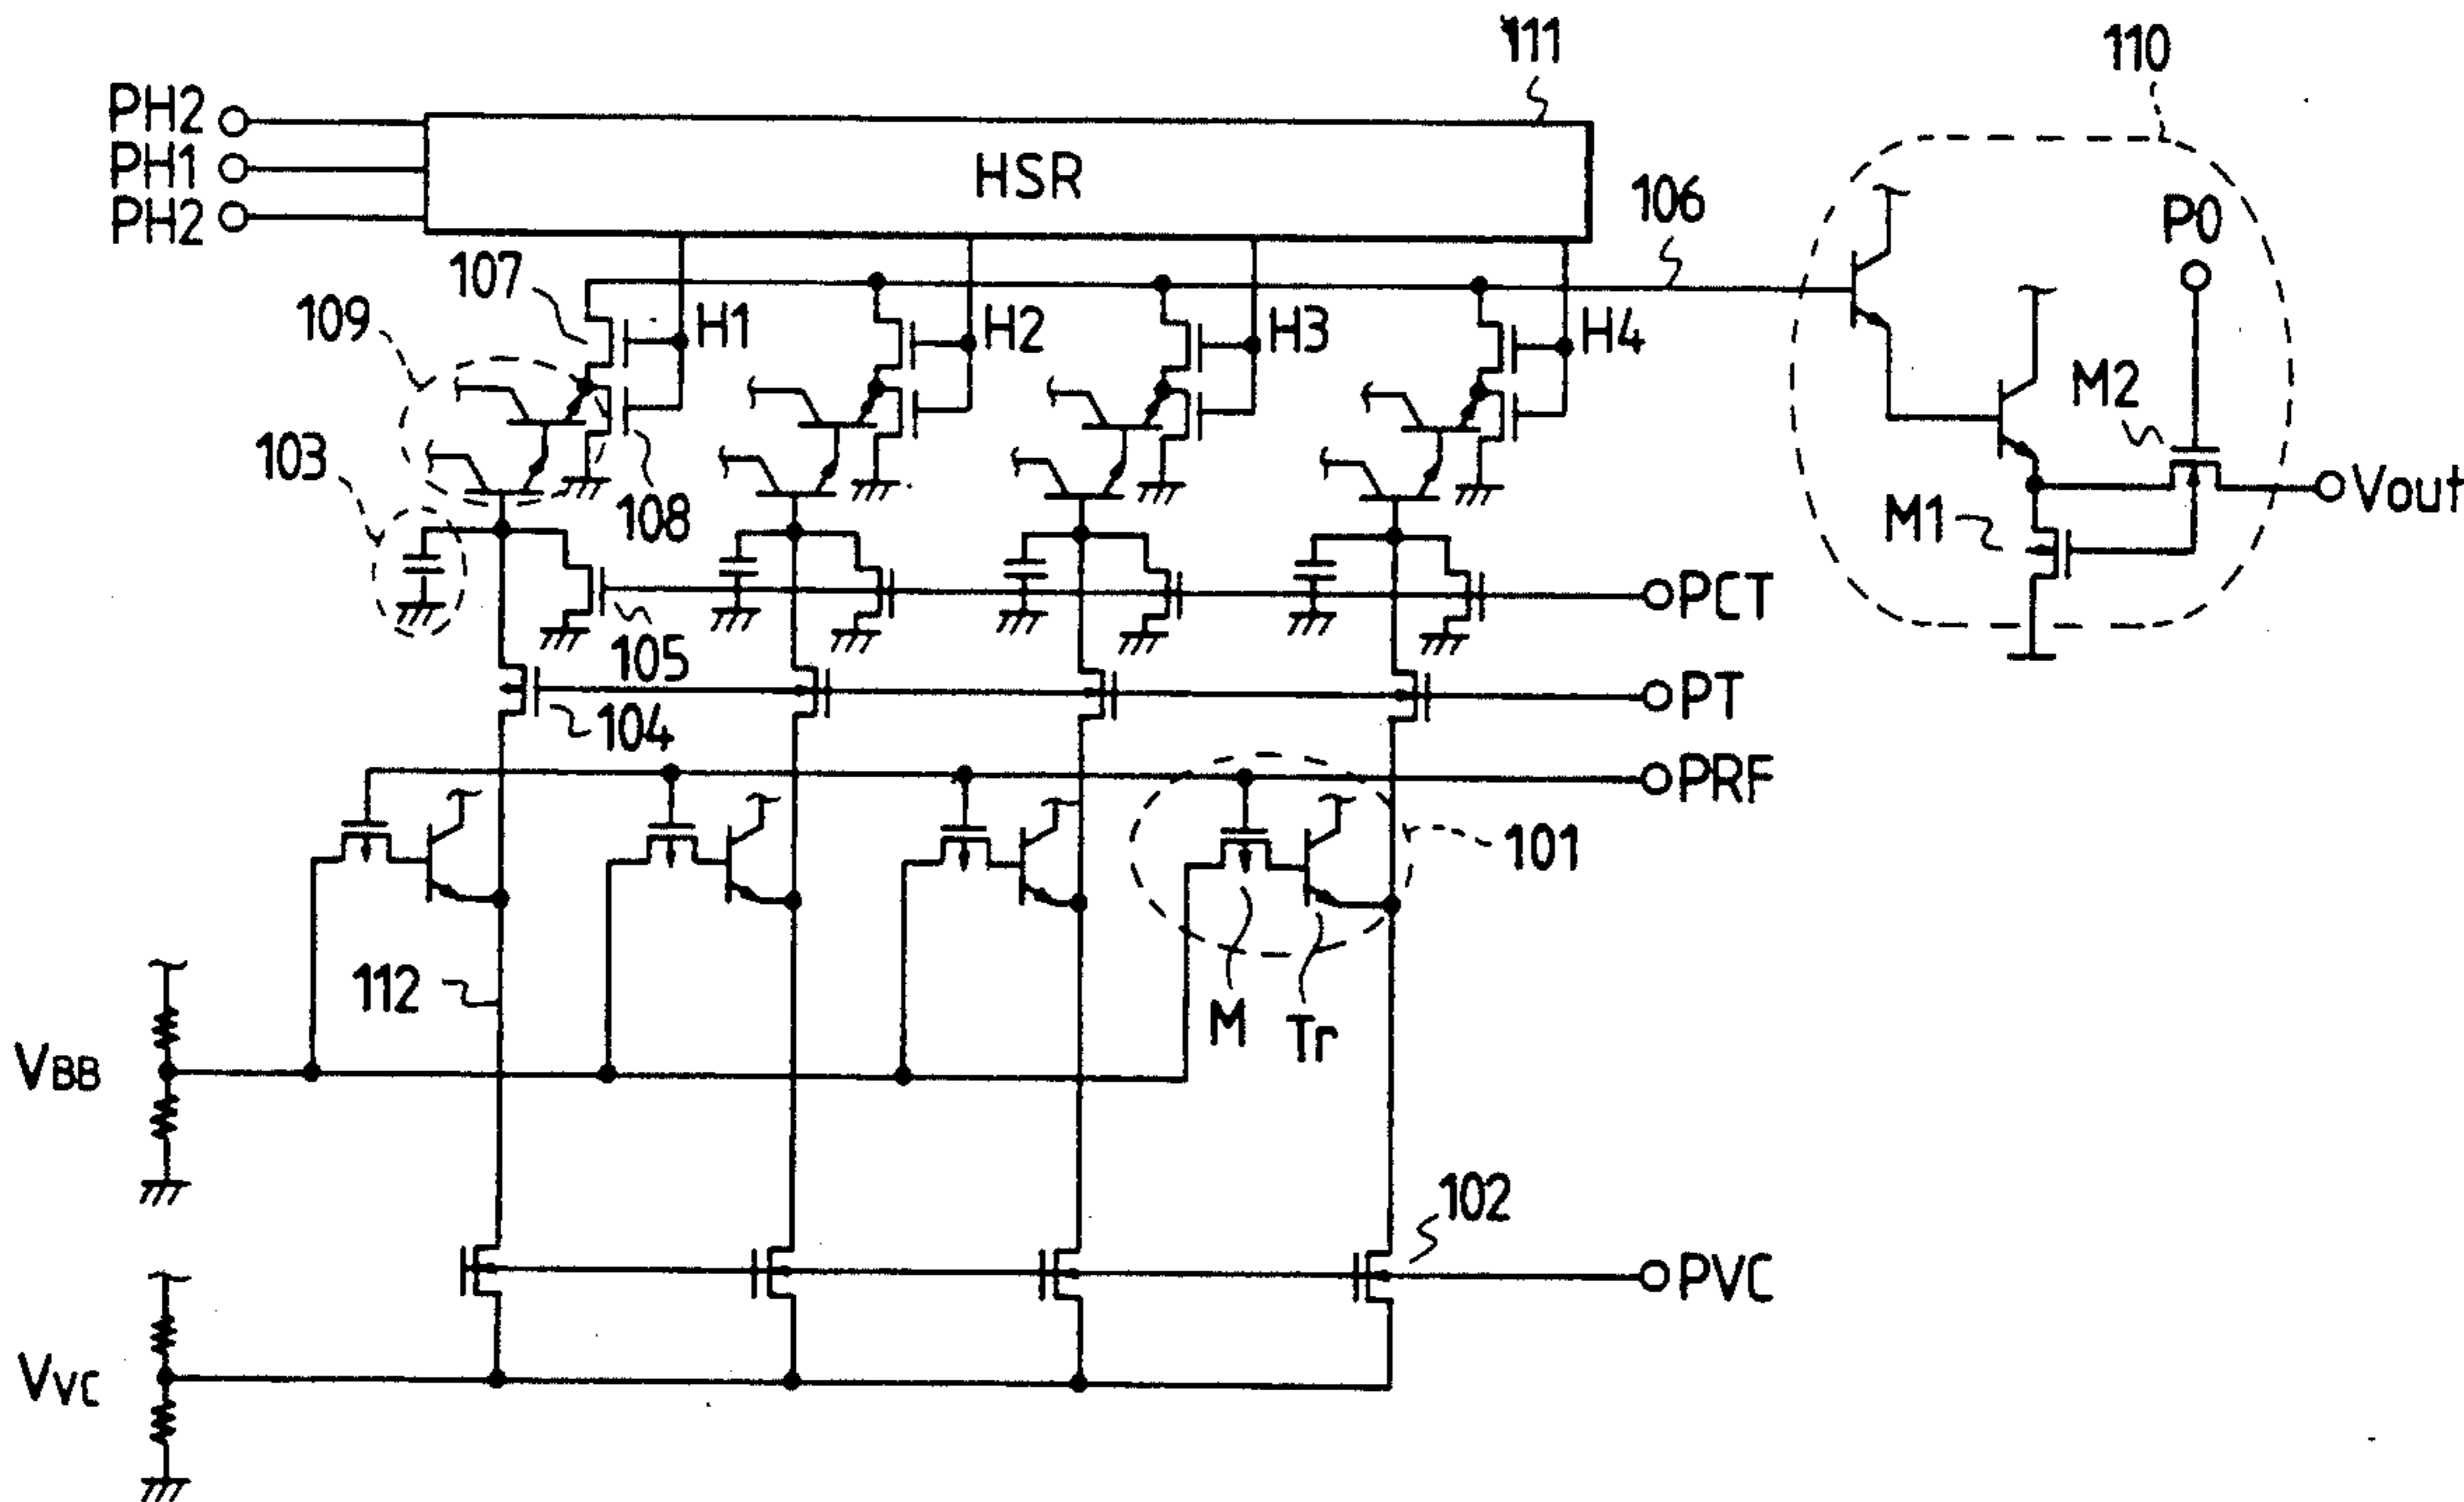 111
110
PH2
PH1
PH2
HSR
106
P0
107
109
H1
H2
H3
H4
M2
103
108
M1
Vout
105
PCT
104
PT
PRF
101
112
M
Tr
VBB
102
PVC
VVC